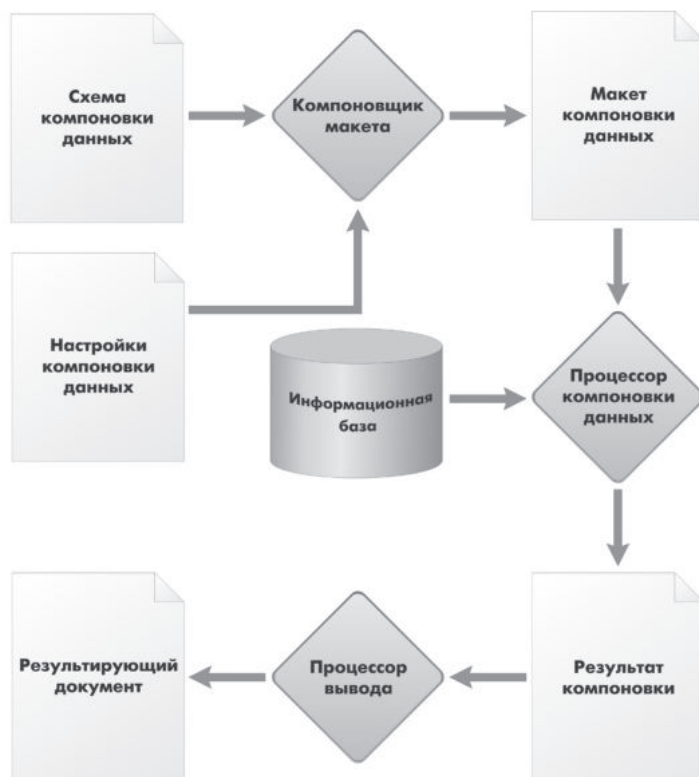 Схема
компоновки
данных
Компоновщик
макета
Макет
компоновки
данных
Настройки
компоновки
данных
Информационная
база
Процессор
компоновки
данных
Результирующий
документ
Процессор
вывода
Результат
компоновки